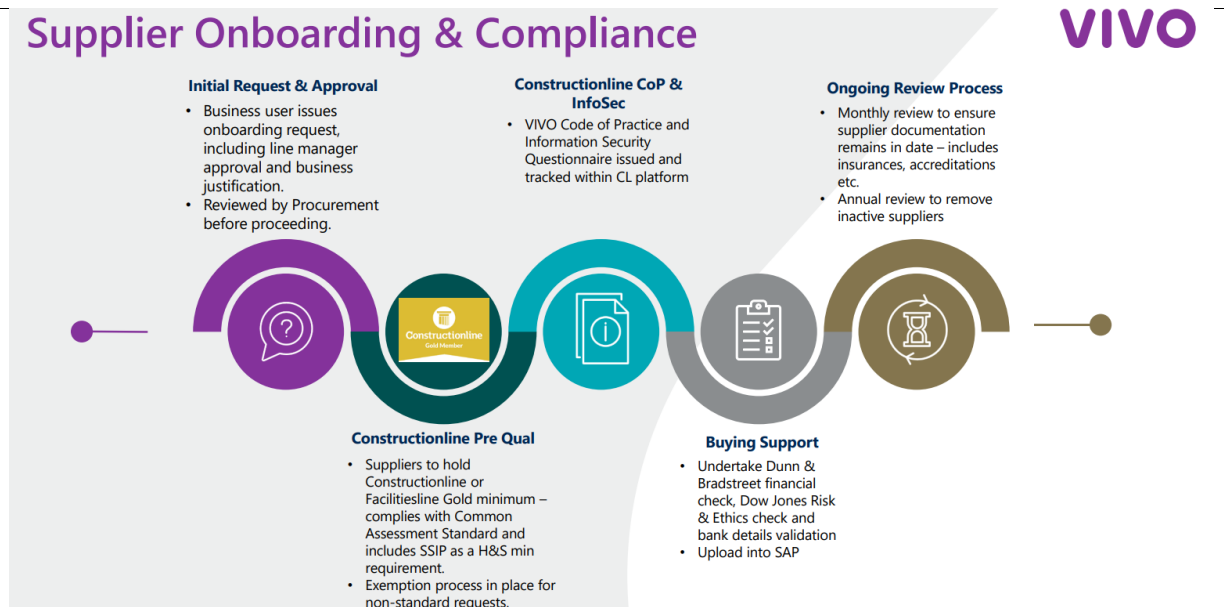 Supplier Onboarding & Compliance
VIVO
Initial Request & Approval
• Business user issues
onboarding request,
including line manager
approval and business
justification.
• Reviewed by Procurement
before proceeding.
Constructionline
Gold Member
Constructionline Pre Qual
• Suppliers to hold
Constructionline or
Facilitiesline Gold minimum –
complies with Common
Assessment Standard and
includes SSIP as a H&S min
requirement.
• Exemption process in place for
non-standard requests.
Constructionline CoP &
InfoSec
• VIVO Code of Practice and
Information Security
Questionnaire issued and
tracked within CL platform
Buying Support
• Undertake Dunn &
Bradstreet financial
check, Dow Jones Risk
& Ethics check and
bank details validation
• Upload into SAP
Ongoing Review Process
• Monthly review to ensure
supplier documentation
remains in date – includes
insurances, accreditations
etc.
• Annual review to remove
inactive suppliers